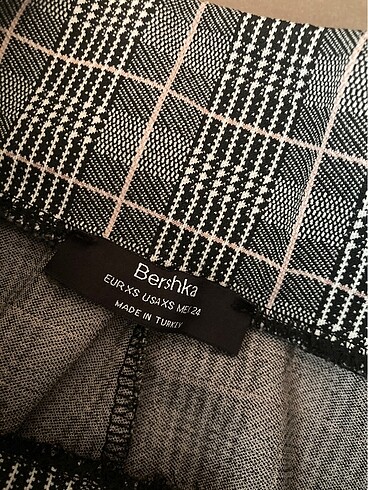 Bershka
EUR XS USA XS MEX 24
MADE IN TURKEY